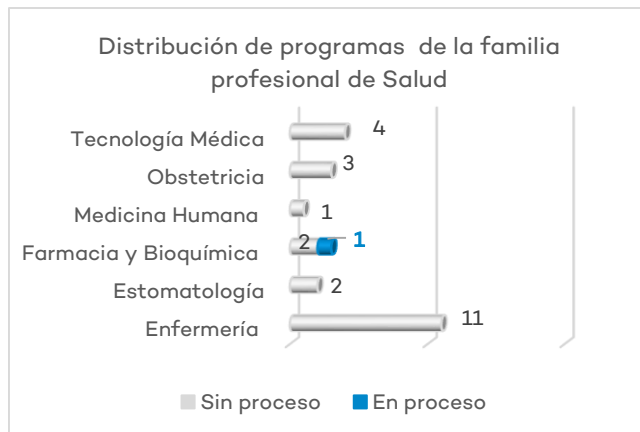 Distribución de programas de la familia
profesional de Salud
Tecnología Médica 4
Obstetricia 3
Medicina Humana 1
Farmacia y Bioquímica 2 1
Estomatología 2
Enfermería 11
Sin proceso En proceso